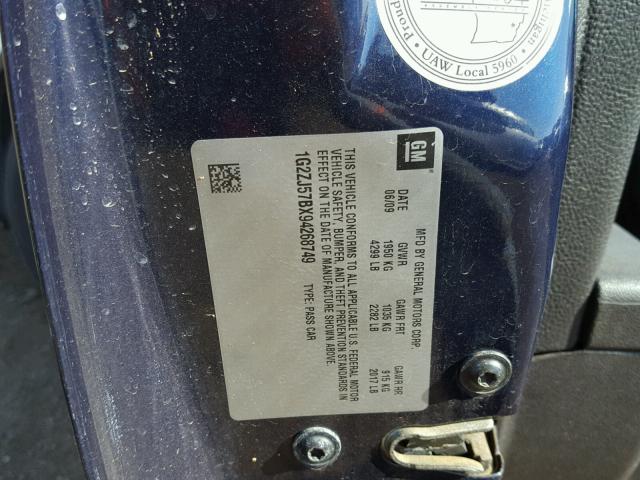 Michigan
UAW Local 5960
GM
MFD BY GENERAL MOTORS CORP.
DATE GVWR GAWR FRT GAWR RR
06/09 1950 KG 1035 KG 915 KG
4299 LB 2282 LB 2017 LB
THIS VEHICLE CONFORMS TO ALL APPLICABLE U.S. FEDERAL MOTOR
VEHICLE SAFETY, BUMPER, AND THEFT PREVENTION STANDARDS IN
EFFECT ON THE DATE OF MANUFACTURE SHOWN ABOVE.
1G2ZJ57BX94268749 TYPE: PASS CAR